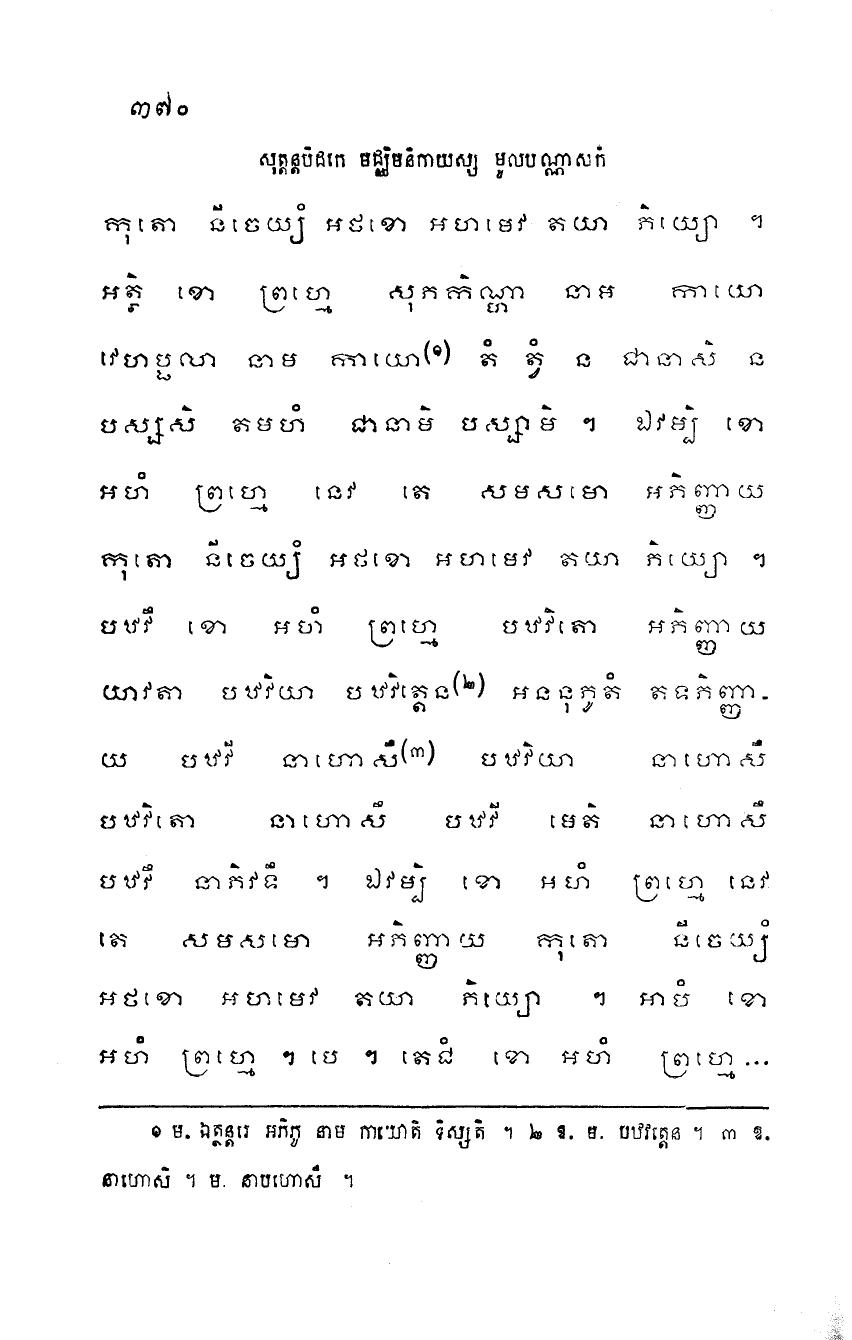 ៣៧០
សុត្តន្តបិដកេ មជ្ឈិមនិកាយស្ស មូលបណ្ណាសកំ
កុតោ នីចេយ្យំ អថខោ អហមេវ តយា ភិយ្យោ ។
អត្ថិ ខោ ព្រហ្មេ សុភកិណ្ហា នាម កាយោ
វេហប្ផលា នាម កាយោ(១) តំ ត្វំ ន ជានាសិ ន
បស្សសិ តមហំ ជានាមិ បស្សាមិ ។ ឯវម្បិ ខោ
អហំ ព្រហ្មេ នេវ តេ សមសមោ អភិញ្ញាយ
កុតោ នីចេយ្យំ អថខោ អហមេវ តយា ភិយ្យោ ។
បឋវឹ ខោ អហំ ព្រហ្មេ បឋវិតោ អភិញ្ញាយ
យាវតា បឋវិយា បឋវិត្តេន(២) អននុភូតំ តទភិញ្ញា-
យ បឋវី នាហោសឹ(៣) បឋវិយា នាហោសឹ
បឋវិតោ នាហោសឹ បឋវី មេតិ នាហោសឹ
បឋវឹ នាភិវទឹ ។ ឯវម្បិ ខោ អហំ ព្រហ្មេ នេវ
តេ សមសមោ អភិញ្ញាយ កុតោ នីចេយ្យំ
អថខោ អហមេវ តយា ភិយ្យោ ។ អាបំ ខោ
អហំ ព្រហ្មេ ។ បេ ។ តេជំ ខោ អហំ ព្រហ្មេ...
១ ម. ឯត្ថន្តរេ អភិភូ នាម កាយោតិ ទិស្សតិ ។ ២ ឱ. ម. បឋវត្តេន ។ ៣ ឱ.
នាហោសិ ។ ម. នាបហោសឹ ។